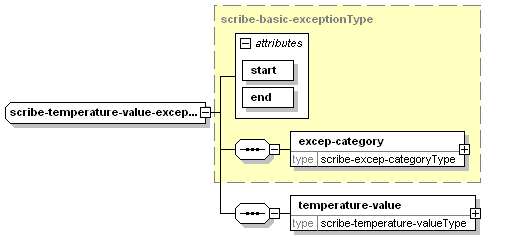 scribe-basic-exceptionType
attributes
start
end
scribe-temperature-value-excep...
excep-category
type scribe-excep-categoryType
temperature-value
type scribe-temperature-valueType